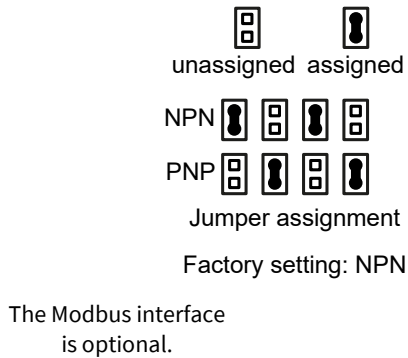 unassigned assigned
NPN
PNP
Jumper assignment
Factory setting: NPN
The Modbus interface
is optional.